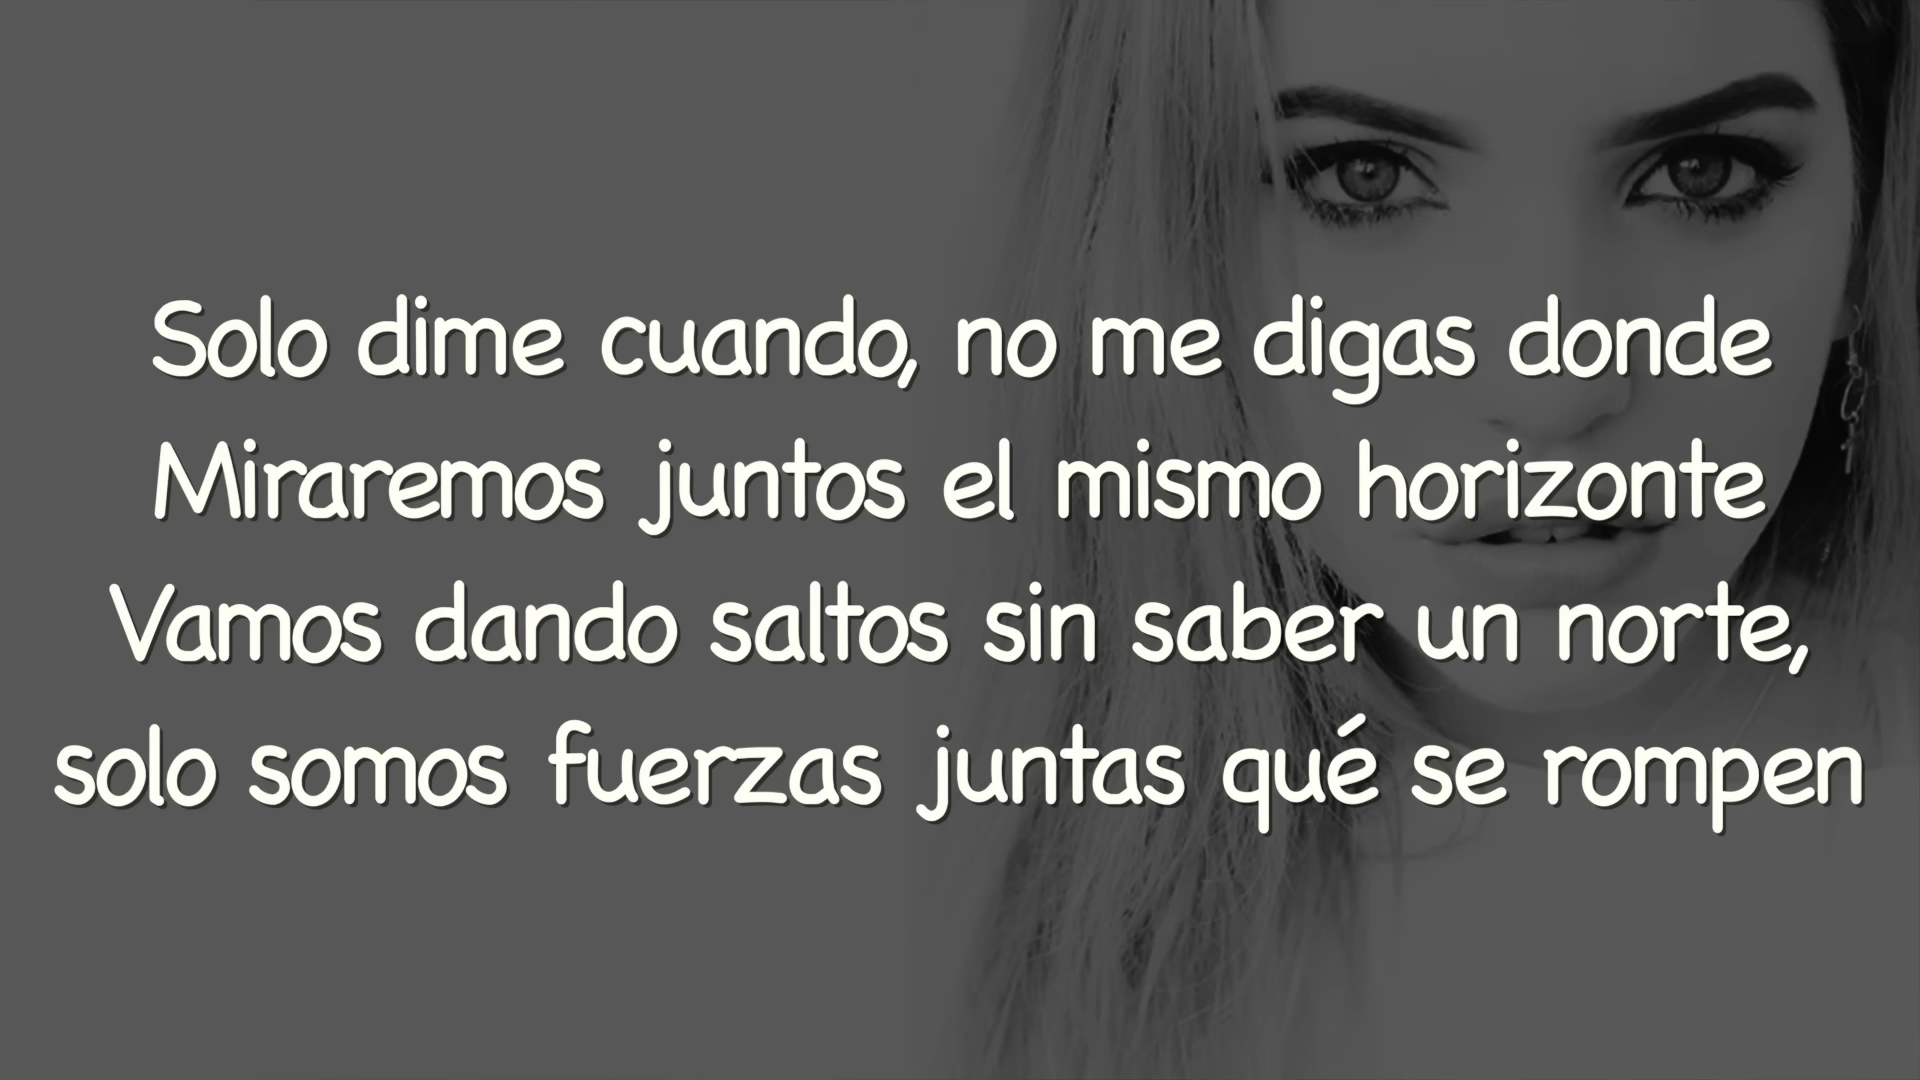 Solo dime cuando, no me digas donde
Miraremos juntos el mismo horizonte
Vamos dando saltos sin saber un norte,
solo somos fuerzas juntas qué se rompen